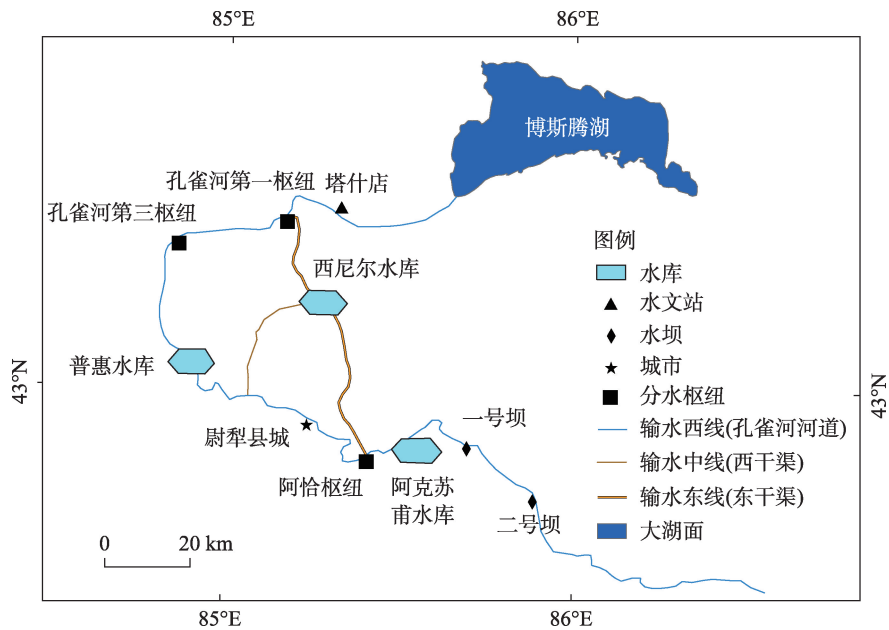 85°E
86°E
博斯腾湖
孔雀河第一枢纽
塔什店
孔雀河第三枢纽
西尼尔水库
普惠水库
尉犁县城
阿恰枢纽
阿克苏
甫水库
一号坝
二号坝
图例
水库
水文站
水坝
城市
分水枢纽
输水西线(孔雀河河道)
输水中线(西干渠)
输水东线(东干渠)
大湖面
43°N
43°N
0
20 km
85°E
86°E